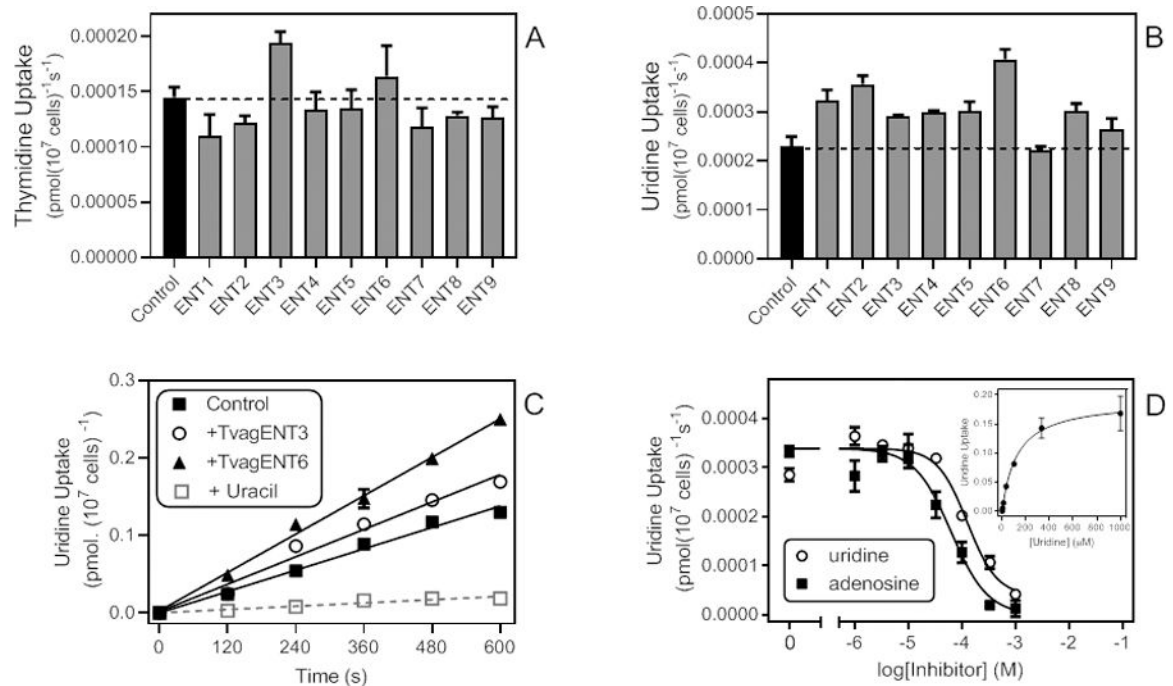 A
Thymidine Uptake
(pmol(10⁷ cells)⁻¹s⁻¹)
0.00020
0.00015
0.00010
0.00005
0.00000
Control
ENT1
ENT2
ENT3
ENT4
ENT5
ENT6
ENT7
ENT8
ENT9
B
Uridine Uptake
(pmol(10⁷ cells)⁻¹s⁻¹)
0.0005
0.0004
0.0003
0.0002
0.0001
0.0000
Control
ENT1
ENT2
ENT3
ENT4
ENT5
ENT6
ENT7
ENT8
ENT9
C
Uridine Uptake
(pmol. (10⁷ cells) ⁻¹)
0.3
0.2
0.1
0.0
Control
+TvagENT3
+TvagENT6
+ Uracil
0
120
240
360
480
600
Time (s)
D
Uridine Uptake
(pmol(10⁷ cells) ⁻¹s⁻¹)
0.0004
0.0003
0.0002
0.0001
0.0000
uridine
adenosine
0
-6
-5
-4
-3
-2
-1
log[Inhibitor] (M)
Uridine Uptake
0.20
0.15
0.10
0.05
0.00
0
200
400
600
800
1000
[Uridine] (μM)